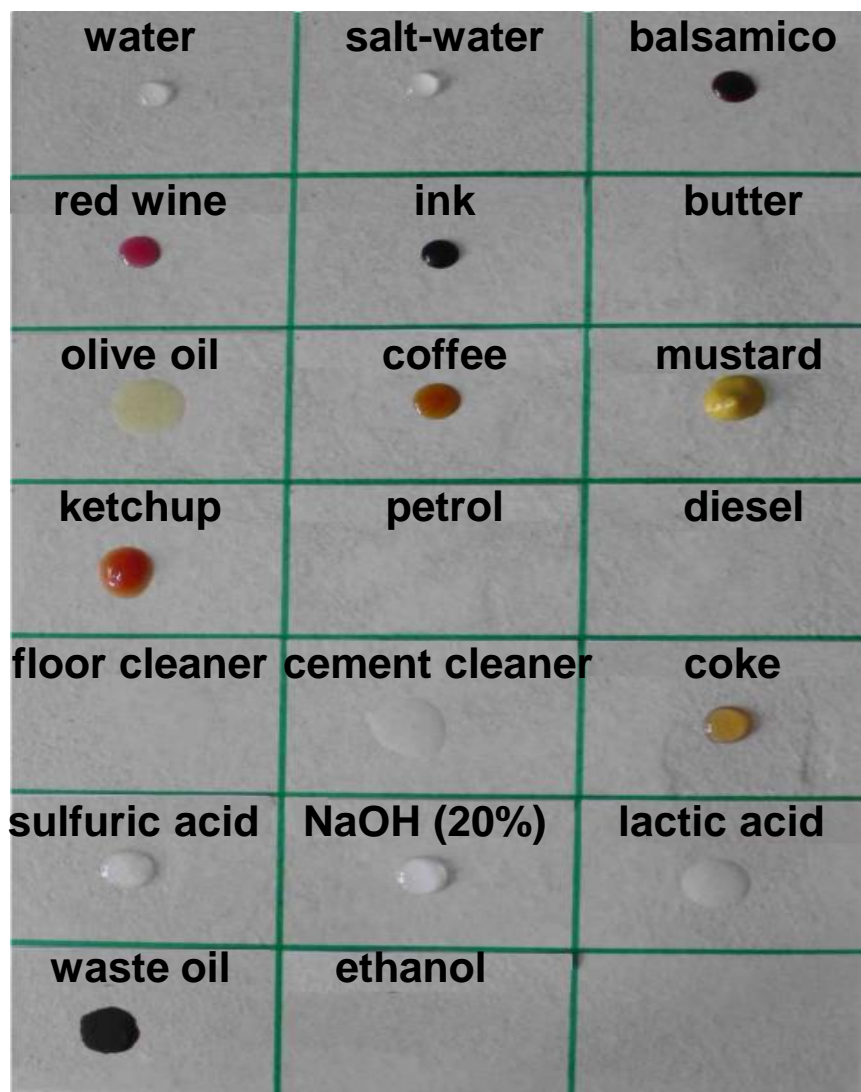 water salt-water balsamico
red wine ink butter
olive oil coffee mustard
ketchup petrol diesel
floor cleaner cement cleaner coke
sulfuric acid NaOH (20%) lactic acid
waste oil ethanol